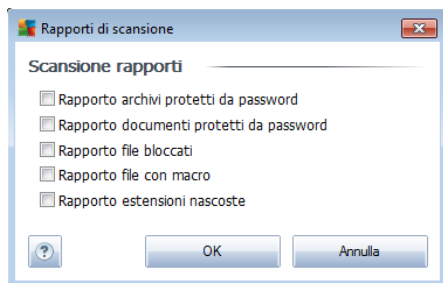 Rapporti di scansione
Scansione rapporti
Rapporto archivi protetti da password
Rapporto documenti protetti da password
Rapporto file bloccati
Rapporto file con macro
Rapporto estensioni nascoste
?
OK
Annulla